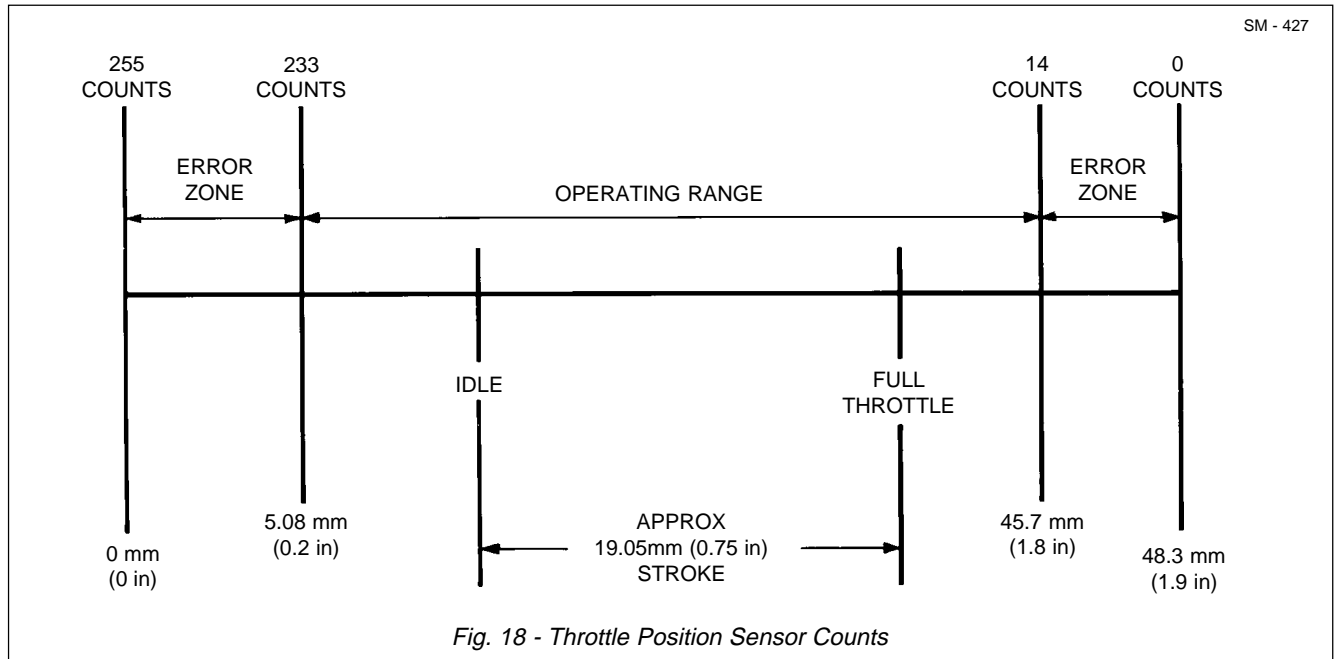 SM - 427
255 COUNTS
233 COUNTS
14 COUNTS
0 COUNTS
ERROR ZONE
OPERATING RANGE
ERROR ZONE
IDLE
FULL THROTTLE
0 mm (0 in)
5.08 mm (0.2 in)
APPROX
19.05mm (0.75 in)
STROKE
45.7 mm (1.8 in)
48.3 mm (1.9 in)
Fig. 18 - Throttle Position Sensor Counts